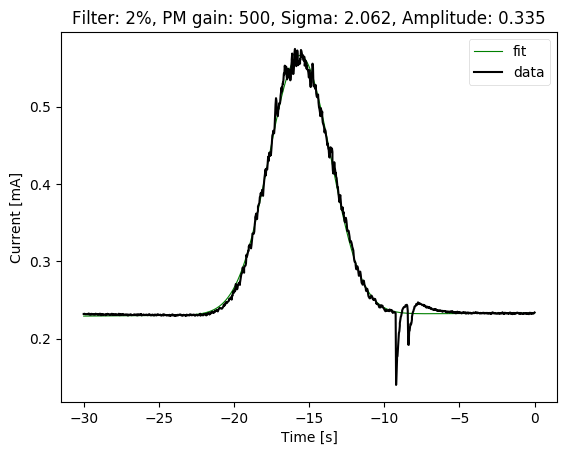 Filter: 2%, PM gain: 500, Sigma: 2.062, Amplitude: 0.335
fit
data
0.5
0.4
0.3
0.2
Current [mA]
−30
−25
−20
−15
−10
−5
0
Time [s]